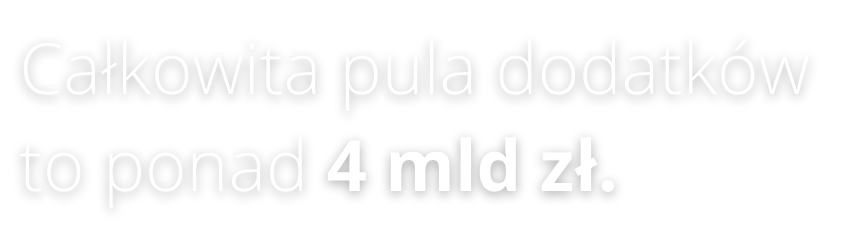 Całkowita pula dodatków
to ponad 4 mld zł.